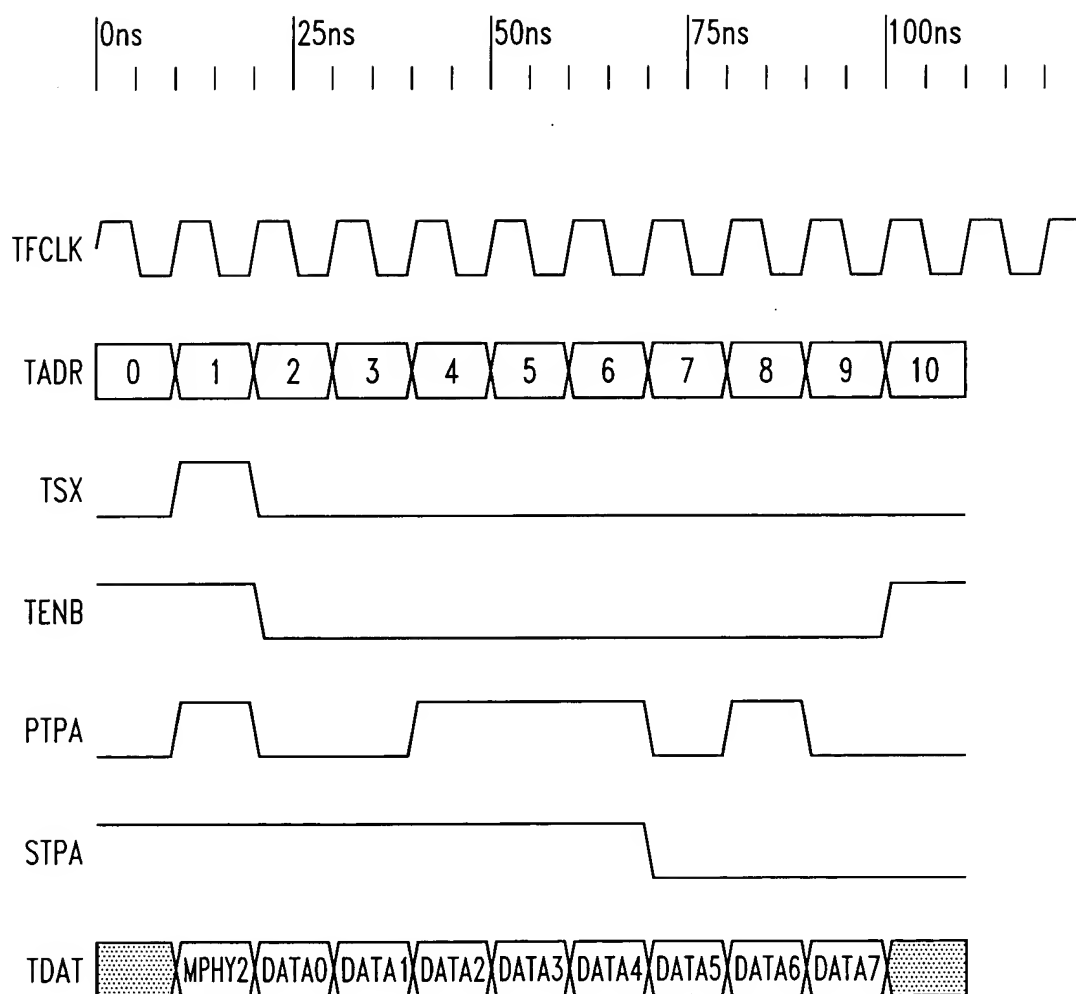 0ns 25ns 50ns 75ns 100ns
TFCLK
TADR 0 1 2 3 4 5 6 7 8 9 10
TSX
TENB
PTPA
STPA
TDAT MPHY2 DATA0 DATA1 DATA2 DATA3 DATA4 DATA5 DATA6 DATA7